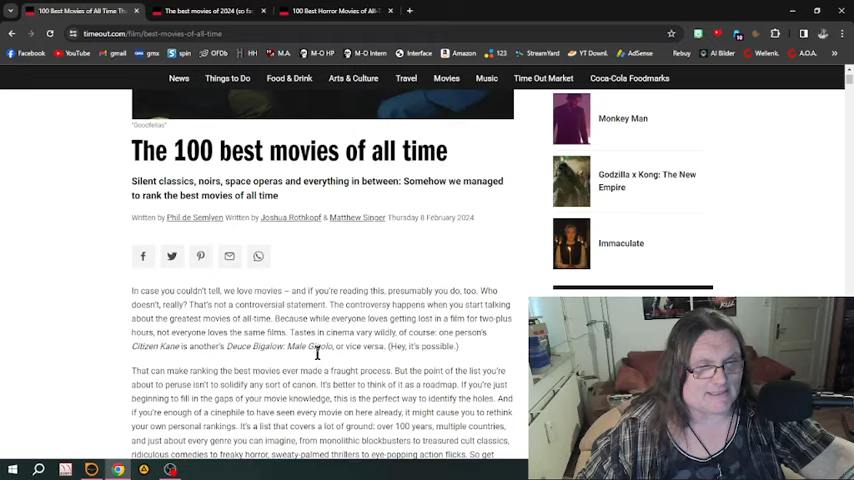 100 Best Movies of All Time Th
The best movies of 2024 (so fa
100 Best Horror Movies of All-T
timeout.com/film/best-movies-of-all-time
Facebook YouTube gmail gmx spin OFDb M.A. M-O HP M-O Intern Interface Amazon 123 StreamYard YT Downl. AdSense Rebuy AI Bilder Wellenk. A.O.A.
News Things to Do Food & Drink Arts & Culture Travel Movies Music Time Out Market Coca-Cola Foodmarks
"Goodfellas"
Monkey Man
The 100 best movies of all time
Godzilla x Kong: The New
Empire
Silent classics, noirs, space operas and everything in between: Somehow we managed
to rank the best movies of all time
Written by Phil de Semlyen Written by Joshua Rothkopf & Matthew Singer Thursday 8 February 2024
Immaculate
In case you couldn't tell, we love movies – and if you're reading this, presumably you do, too. Who
doesn't, really? That's not a controversial statement. The controversy happens when you start talking
about the greatest movies of all-time. Because while everyone loves getting lost in a film for two-plus
hours, not everyone loves the same films. Tastes in cinema vary wildly, of course: one person's
Citizen Kane is another's Deuce Bigalow: Male Gigolo, or vice versa. (Hey, it's possible.)
That can make ranking the best movies ever made a fraught process. But the point of the list you're
about to peruse isn't to solidify any sort of canon. It's better to think of it as a roadmap. If you're just
beginning to fill in the gaps of your movie knowledge, this is the perfect way to identify the holes. And
if you're enough of a cinephile to have seen every movie on here already, it might cause you to rethink
your own personal rankings. It's a list that covers a lot of ground: over 100 years, multiple countries,
and just about every genre you can imagine, from monolithic blockbusters to treasured cult classics,
ridiculous comedies to freaky horror, swaty-palmed thrillers to eye-popping action flicks. So get